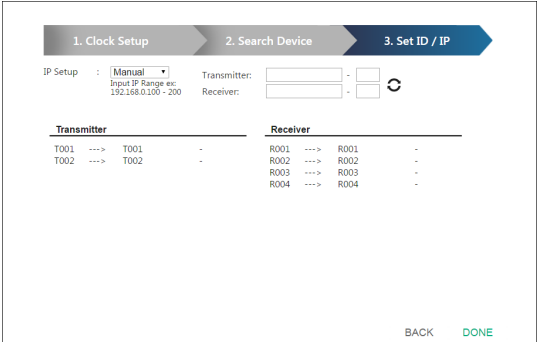 1. Clock Setup 2. Search Device 3. Set ID / IP
IP Setup : Manual Transmitter: -
Input IP Range ex:
192.168.0.100 - 200 Receiver: -
Transmitter Receiver
T001 ---> T001 - R001 ---> R001 -
T002 ---> T002 - R002 ---> R002 -
R003 ---> R003 -
R004 ---> R004 -
BACK DONE